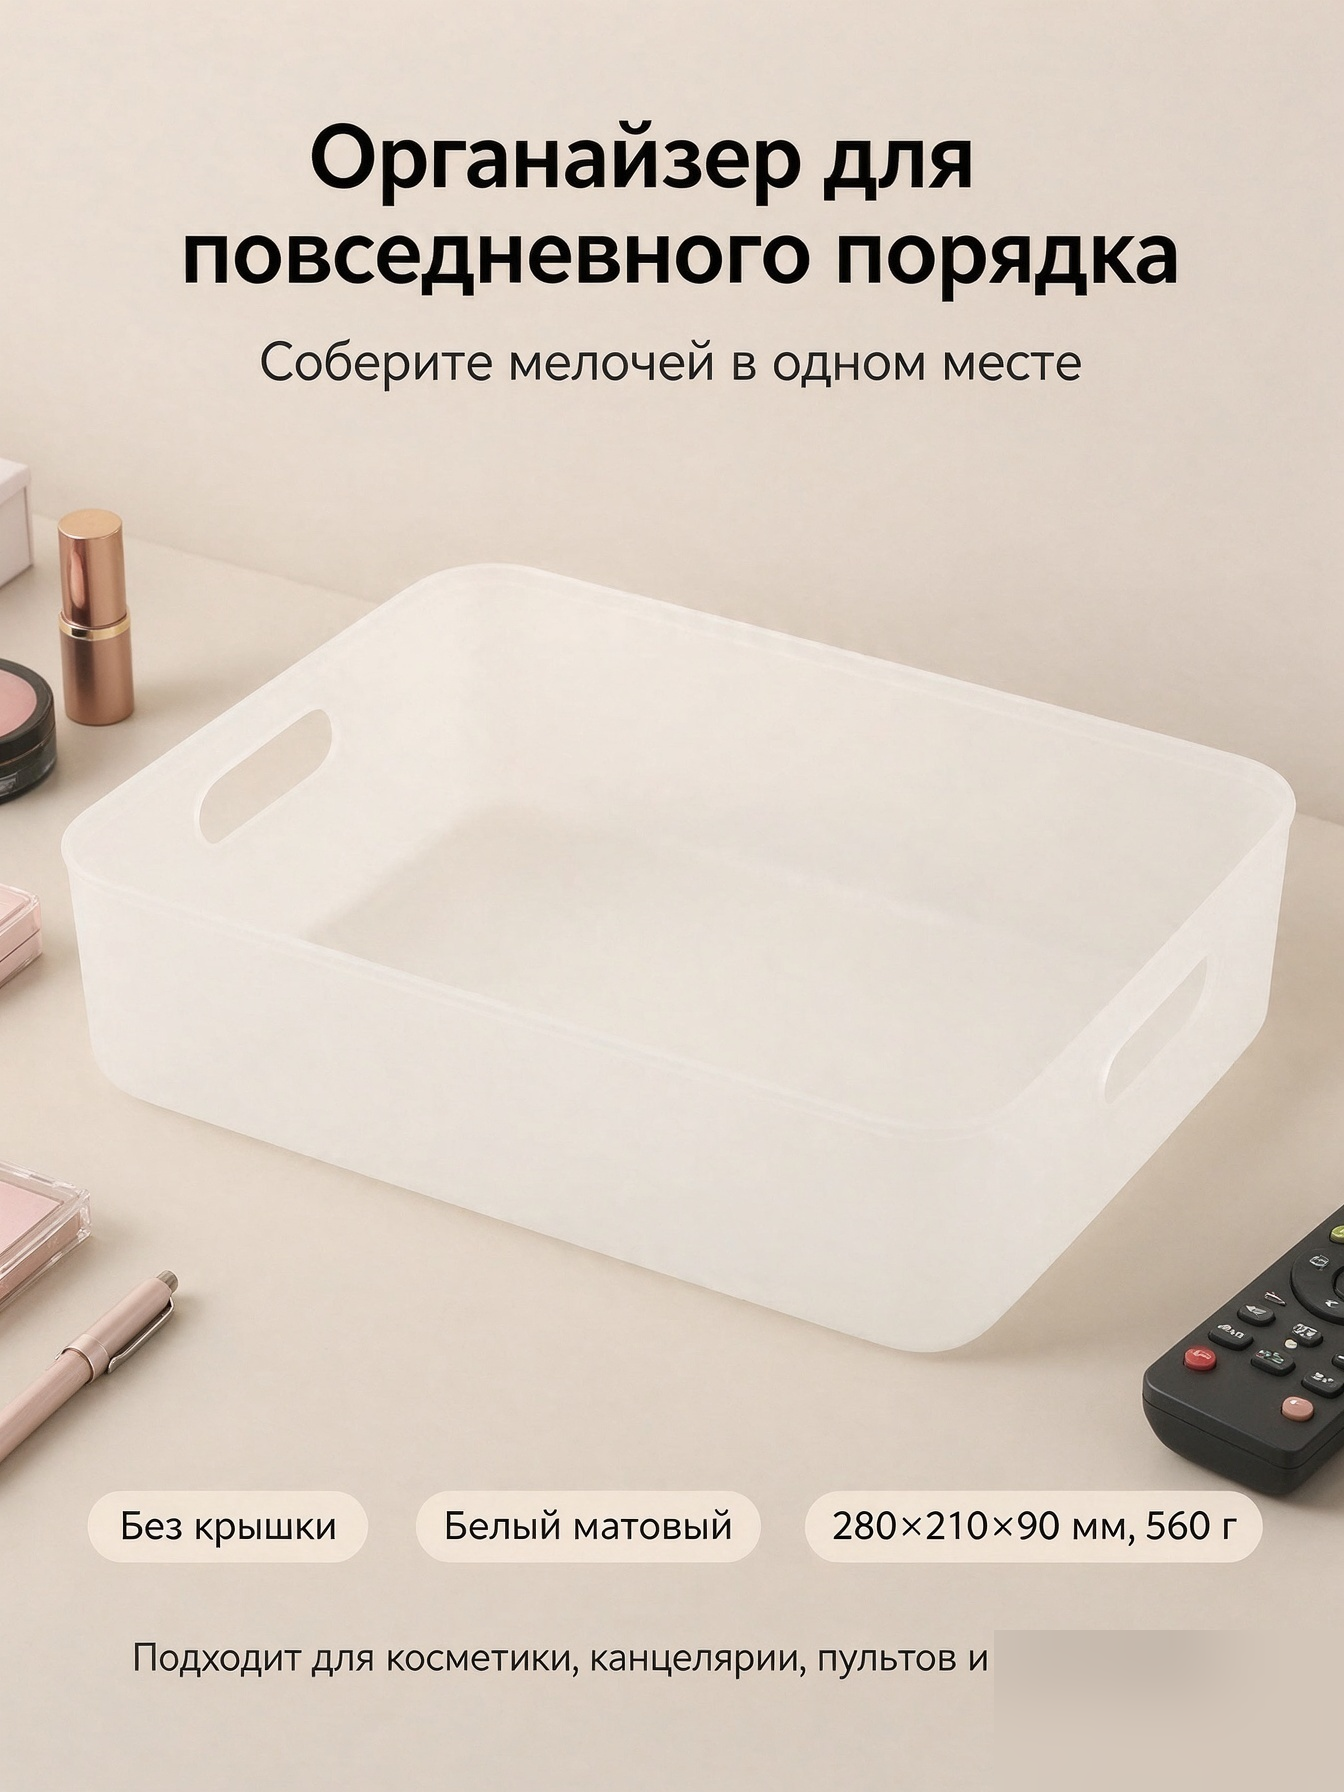 Органайзер для
повседневного порядка
Соберите мелочей в одном месте
Без крышки
Белый матовый
280×210×90 мм, 560 г
Подходит для косметики, канцелярии, пультов и